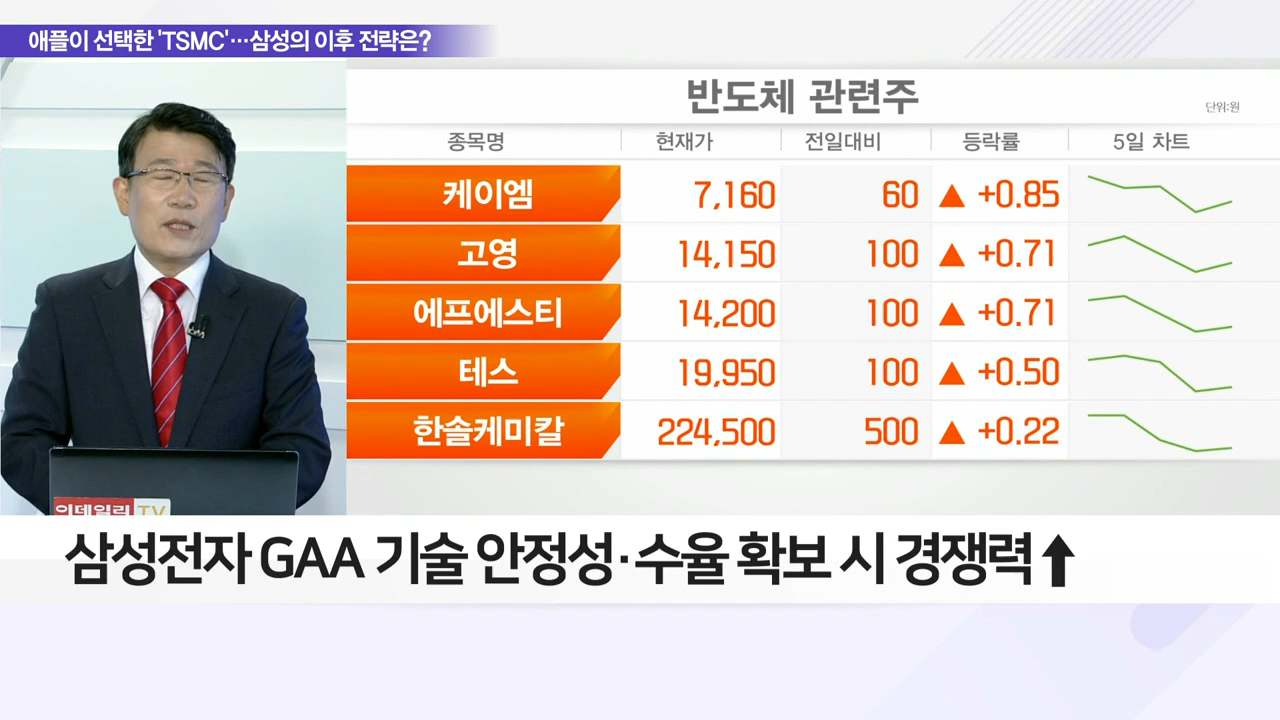 애플이 선택한 'TSMC'…삼성의 이후 전략은?
반도체 관련주
단위:원
종목명 현재가 전일대비 등락률 5일 차트
케이엠 7,160 60 ▲ +0.85
고영 14,150 100 ▲ +0.71
에프에스티 14,200 100 ▲ +0.71
테스 19,950 100 ▲ +0.50
한솔케미칼 224,500 500 ▲ +0.22
이데일리 TV
삼성전자 GAA 기술 안정성·수율 확보 시 경쟁력⬆